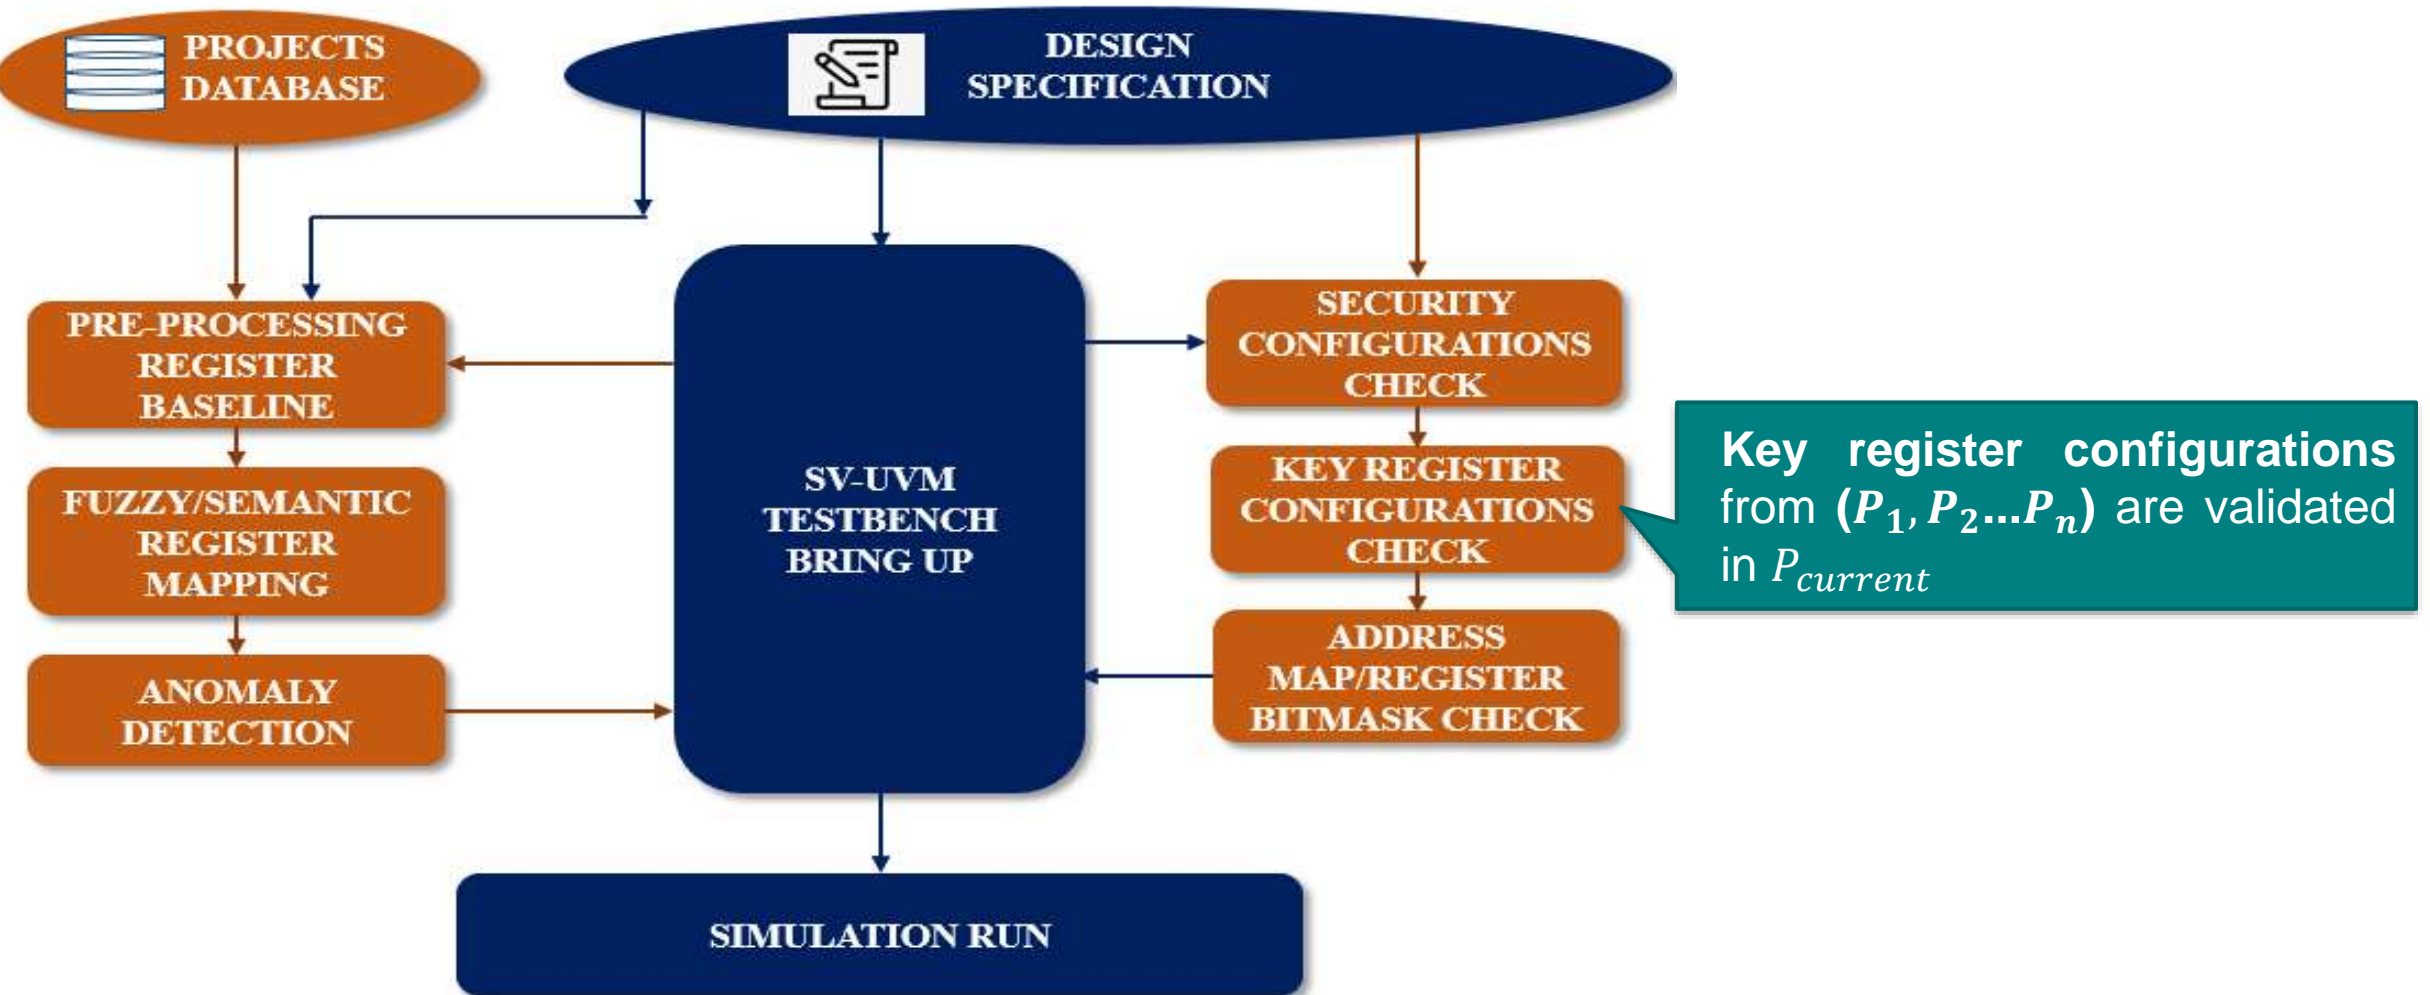 PROJECTS
DATABASE
DESIGN
SPECIFICATION
PRE-PROCESSING
REGISTER
BASELINE
FUZZY/SEMANTIC
REGISTER
MAPPING
ANOMALY
DETECTION
SV-UVM
TESTBENCH
BRING UP
SECURITY
CONFIGURATIONS
CHECK
KEY REGISTER
CONFIGURATIONS
CHECK
ADDRESS
MAP/REGISTER
BITMASK CHECK
Key register configurations
from (P₁, P₂...Pₙ) are validated
in P_current
SIMULATION RUN